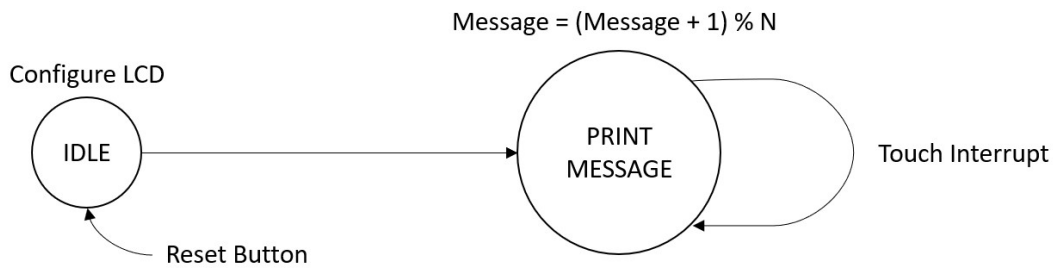 Message = (Message + 1) % N
Configure LCD
IDLE
PRINT
MESSAGE
Touch Interrupt
Reset Button